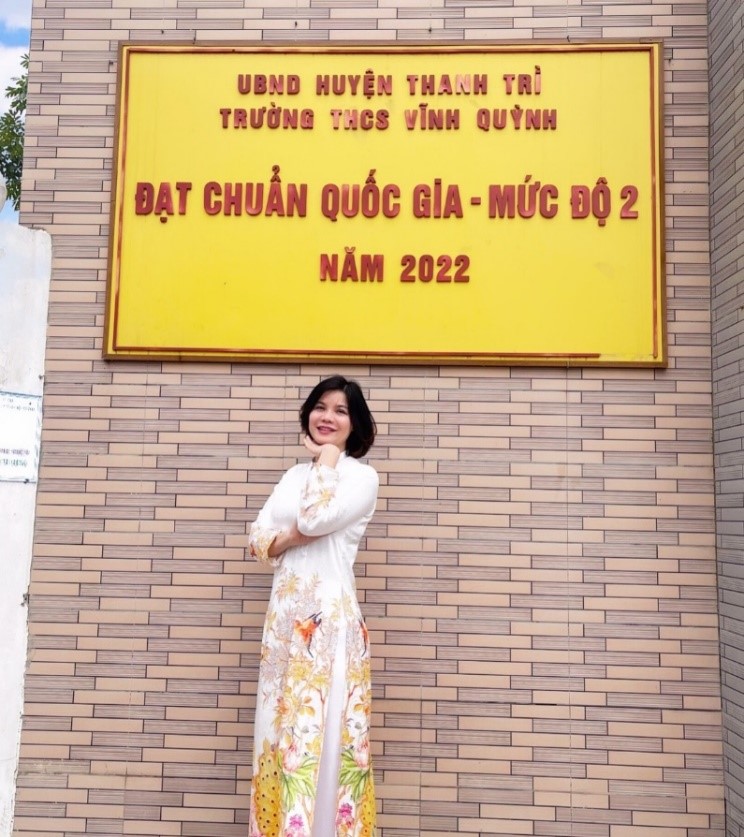 UBND HUYỆN THANH TRÌ
TRƯỜNG THCS VĨNH QUỲNH
ĐẠT CHUẨN QUỐC GiA - MỨC ĐỘ 2
NĂM 2022